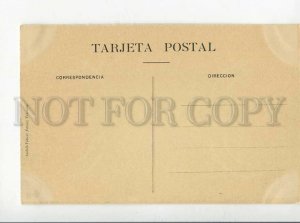 TARJETA POSTAL
CORRESPONDENCIA
DIRECCION
NOT FOR COPY